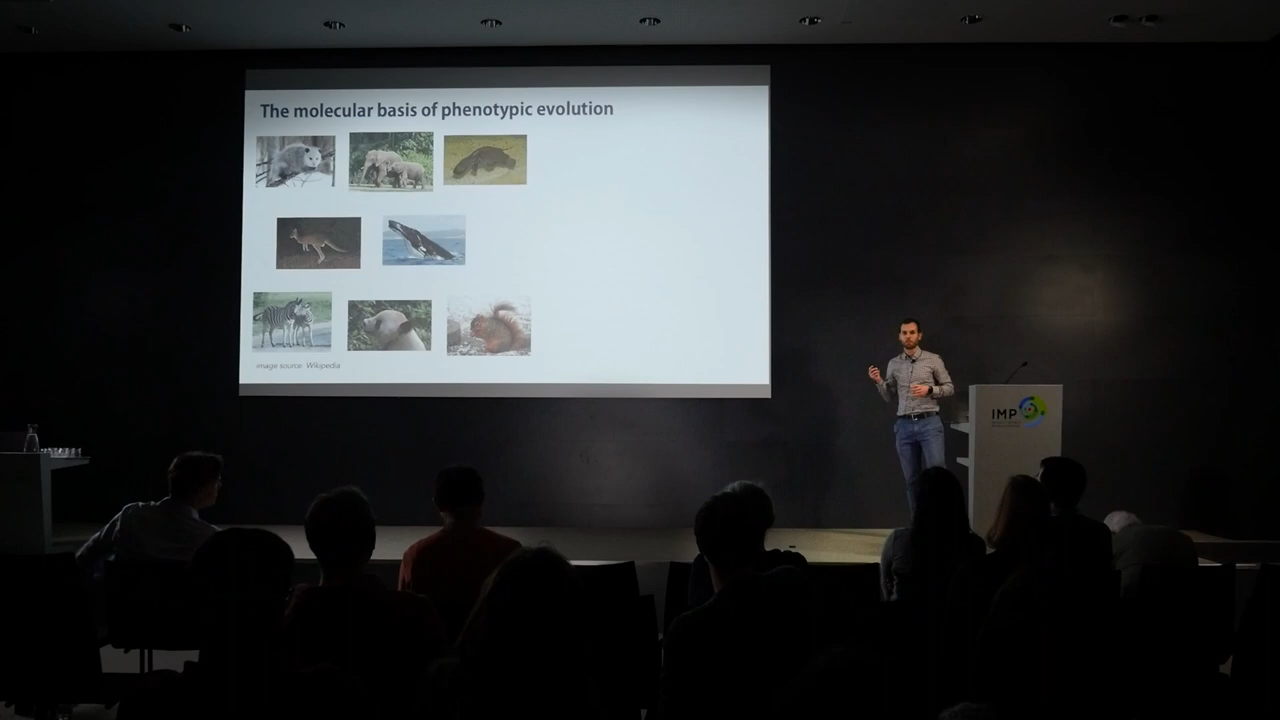 The molecular basis of phenotypic evolution
image source: Wikipedia
IMP